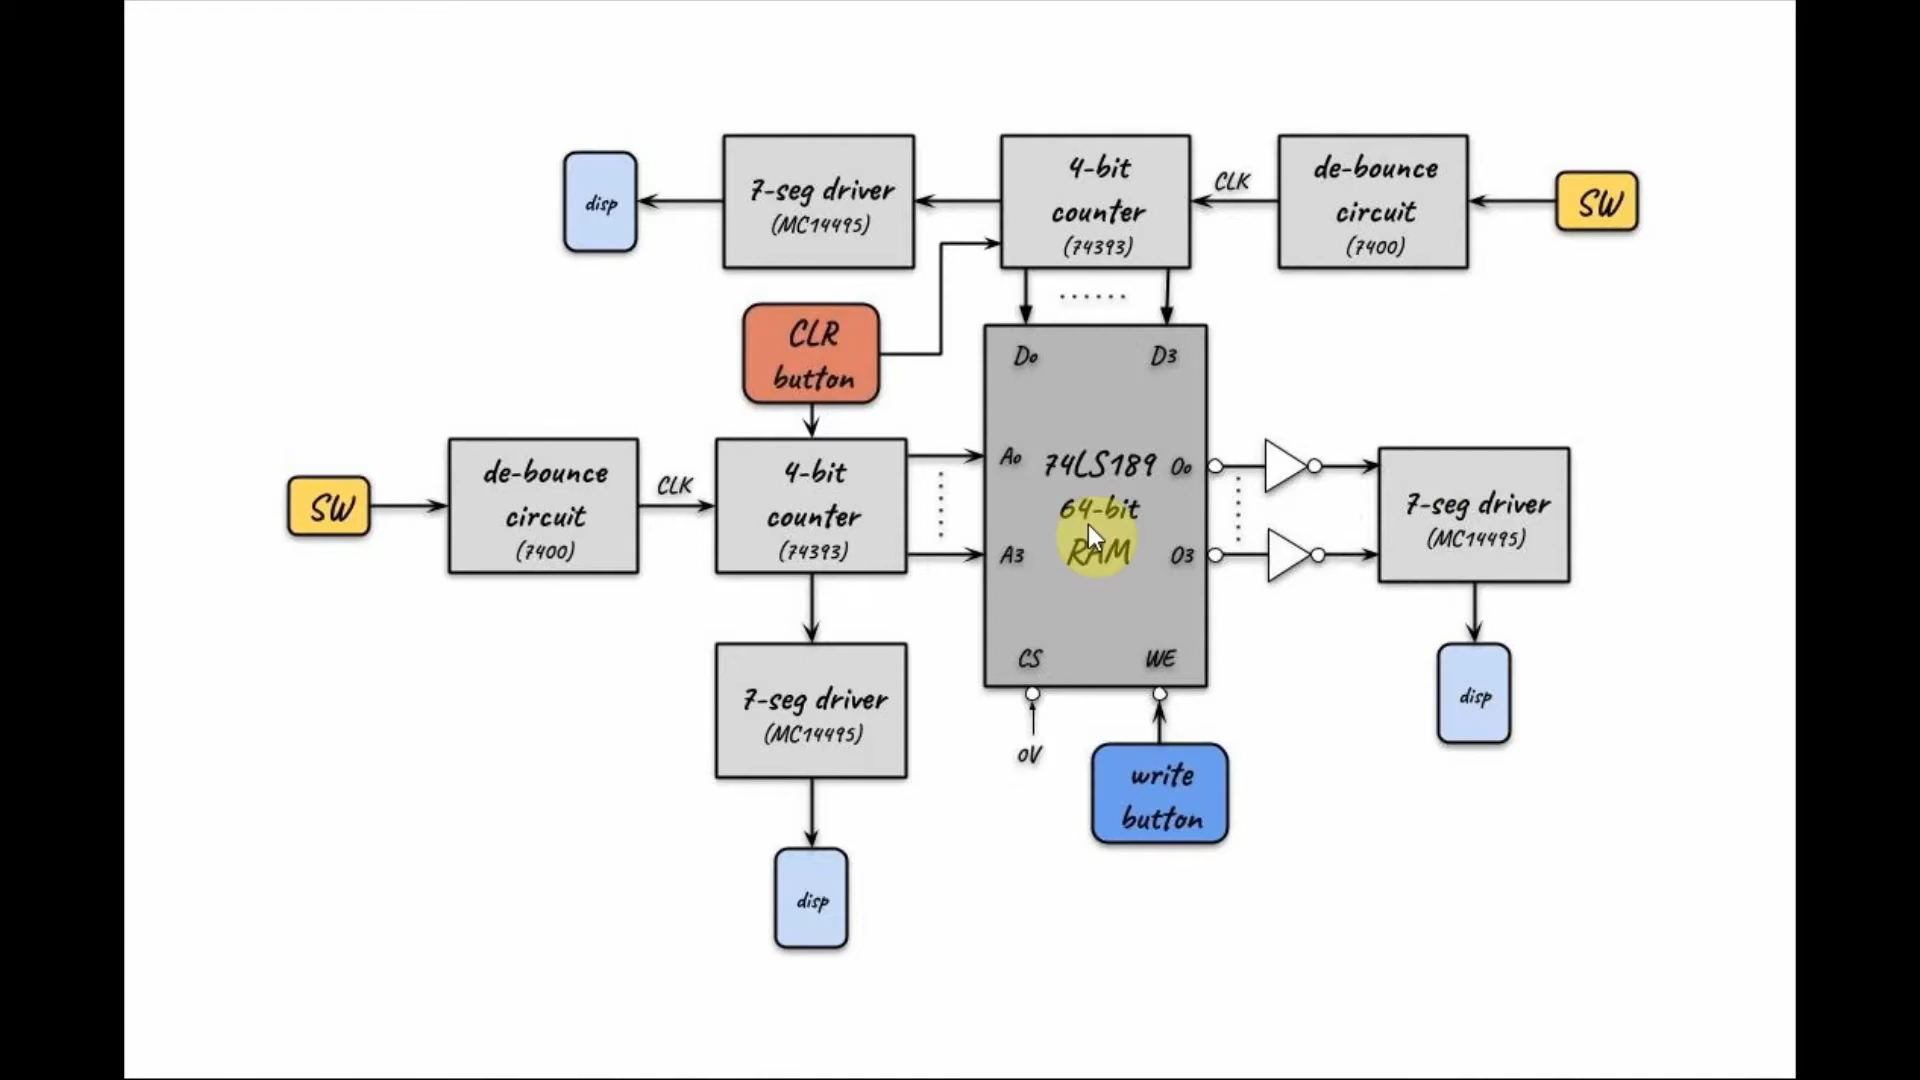 disp
7-seg driver
(MC14495)
4-bit
counter
(74393)
CLK
de-bounce
circuit
(7400)
SW
CLR
button
D0
D3
SW
de-bounce
circuit
(7400)
CLK
4-bit
counter
(74393)
A0
A3
74LS189
64-bit
RAM
O0
O3
7-seg driver
(MC14495)
CS
WE
0V
7-seg driver
(MC14495)
write
button
disp
disp